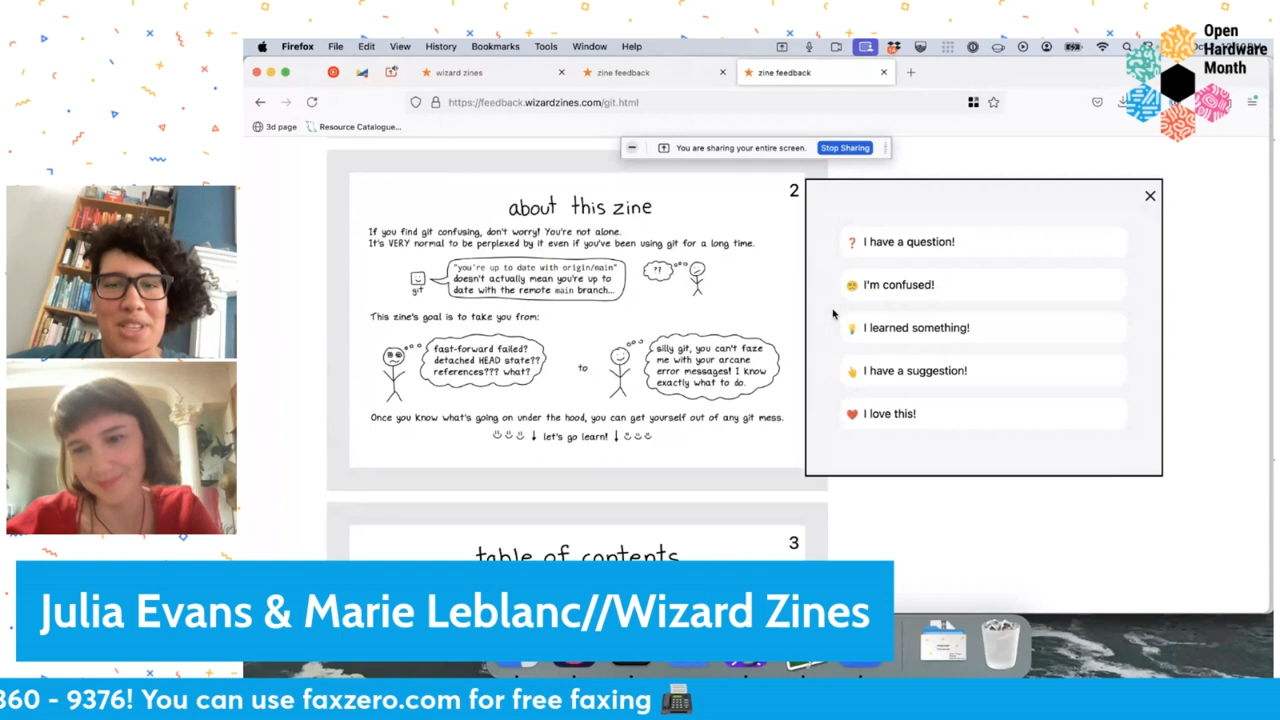 Open
Hardware
Month
Firefox File Edit View History Bookmarks Tools Window Help
wizard zines
zine feedback
zine feedback
https://feedback.wizardzines.com/git.html
3d page
Resource Catalogue...
You are sharing your entire screen.
Stop Sharing
2
about this zine
If you find git confusing, don't worry! You're not alone.
It's VERY normal to be perplexed by it even if you've been using git for a long time.
"you're up to date with origin/main"
doesn't actually mean you're up to
date with the remote main branch...
git
??
This zine's goal is to take you from:
fast-forward failed?
detached HEAD state??
references??? what?
to
silly git, you can't faze
me with your arcane
error messages! I know
exactly what to do.
Once you know what's going on under the hood, you can get yourself out of any git mess.
let's go learn!
? I have a question!
I'm confused!
I learned something!
I have a suggestion!
I love this!
3
table of contents
Julia Evans & Marie Leblanc//Wizard Zines
360 - 9376! You can use faxzero.com for free faxing